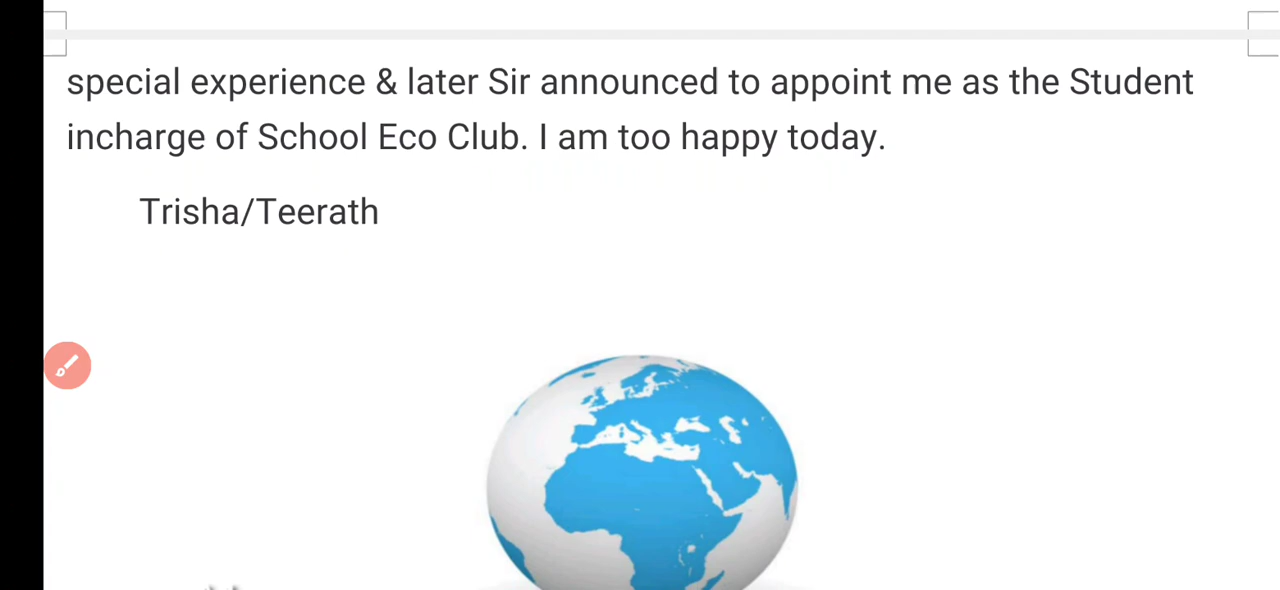 special experience & later Sir announced to appoint me as the Student
incharge of School Eco Club. I am too happy today.
Trisha/Teerath